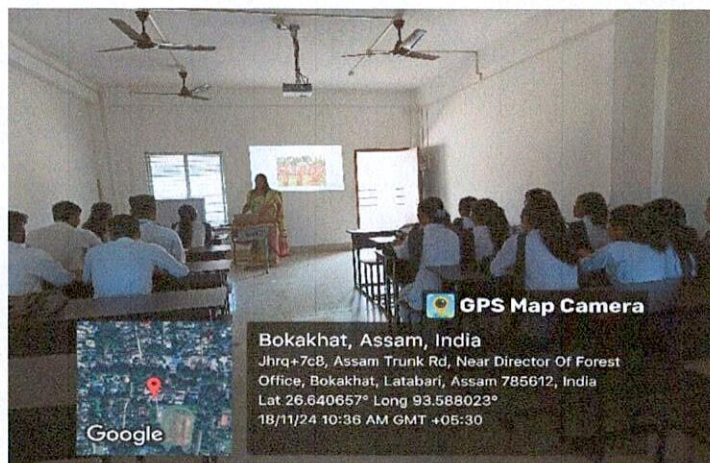 GPS Map Camera
Bokakhat, Assam, India
Jhrq+7c8, Assam Trunk Rd, Near Director Of Forest
Office, Bokakhat, Latabari, Assam 785612, India
Lat 26.640657° Long 93.588023°
18/11/24 10:36 AM GMT +05:30
Google